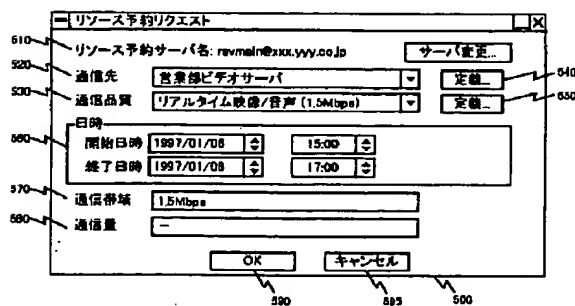 リソース予約リクエスト
510
リソース予約サーバ名: rsvmain@xxx.yyy.co.jp サーバ変更...
520 通信先 営業部ビデオサーバ 定義... 540
530 通信品質 リアルタイム映像/音声 (1.5Mbps) 定義... 550
日時
560 開始日時 1997/01/06 15:00
終了日時 1997/01/06 17:00
570 通信帯域 1.5Mbps
580 通信量 —
OK キャンセル
590 595 500